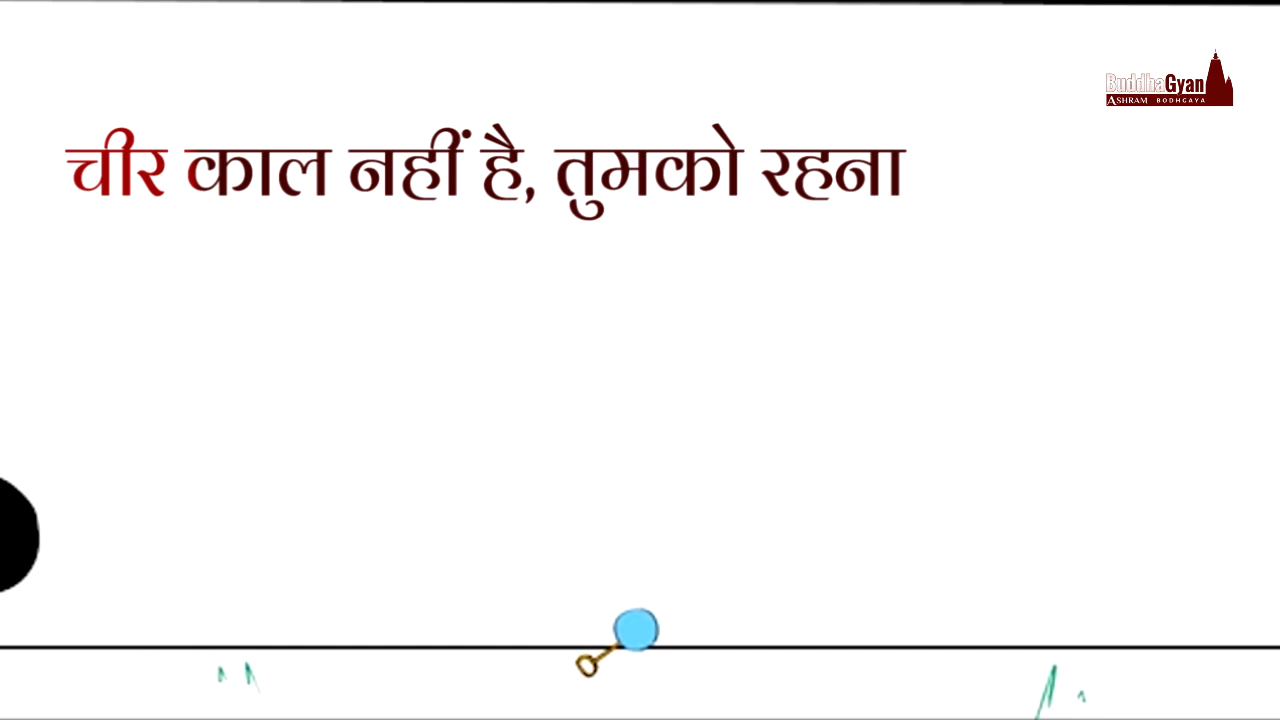 BuddhaGyan
ASHRAM BODHGAYA
चीर काल नहीं है, तुमको रहना